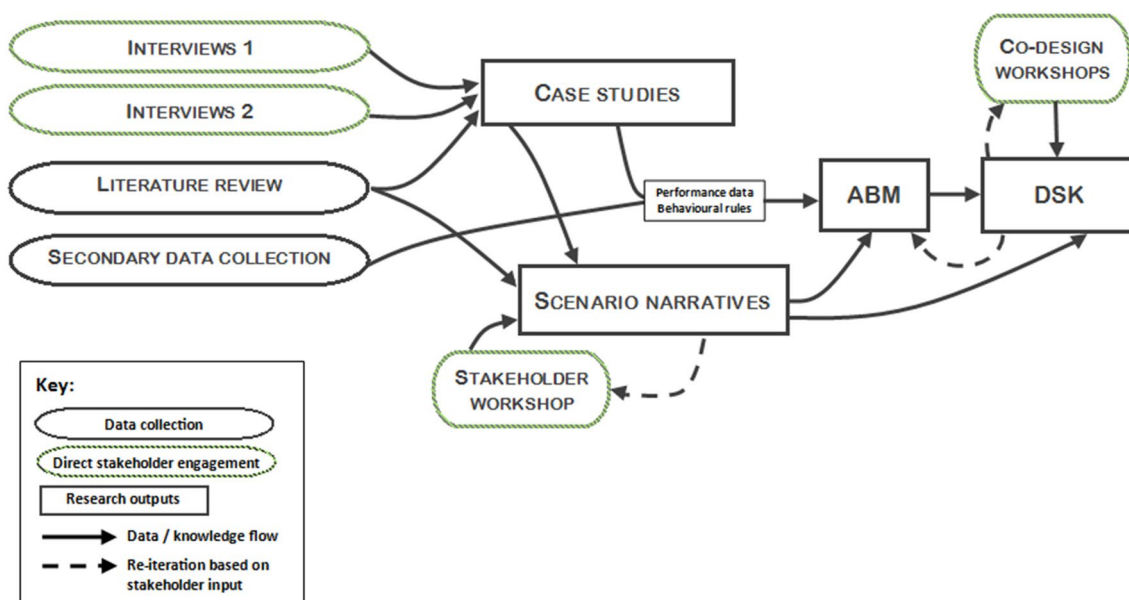 INTERVIEWS 1
INTERVIEWS 2
LITERATURE REVIEW
SECONDARY DATA COLLECTION
CASE STUDIES
Performance data
Behavioural rules
SCENARIO NARRATIVES
STAKEHOLDER
WORKSHOP
ABM
CO-DESIGN
WORKSHOPS
DSK
Key:
Data collection
Direct stakeholder engagement
Research outputs
Data / knowledge flow
Re-iteration based on
stakeholder input